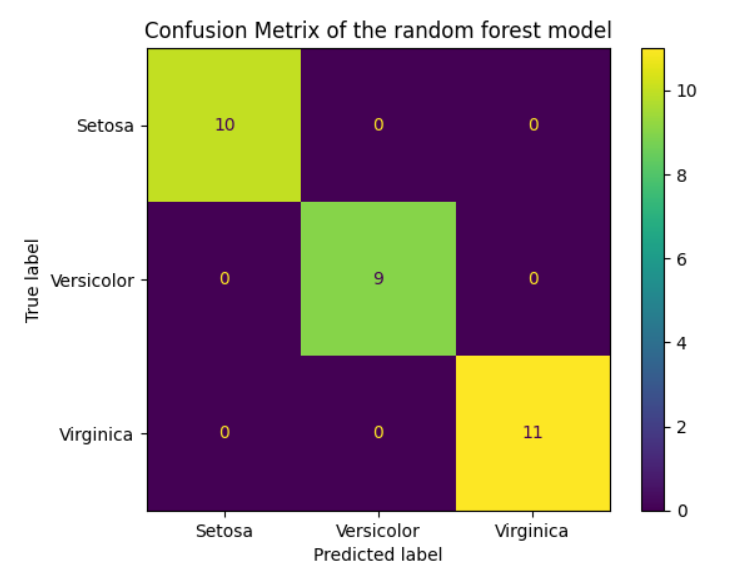 Confusion Metrix of the random forest model
True label
Setosa
10 0 0
Versicolor
0 9 0
Virginica
0 0 11
Setosa Versicolor Virginica
Predicted label
10
8
6
4
2
0